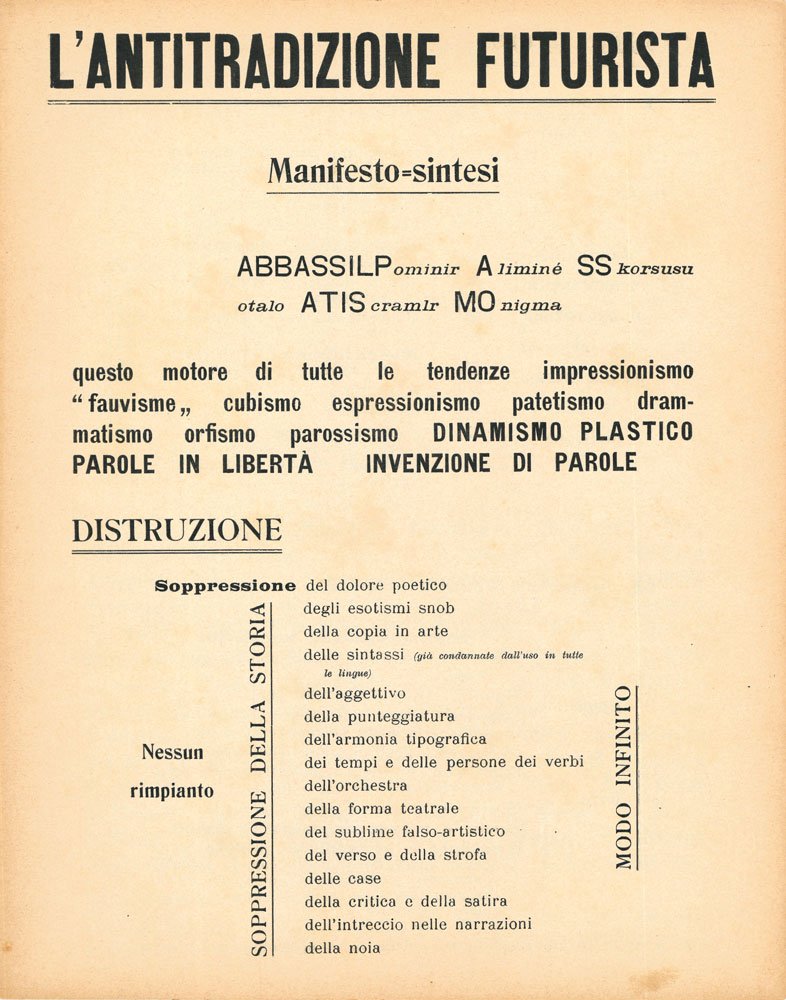 L'ANTITRADIZIONE FUTURISTA
Manifesto=sintesi
ABBASSILPominir Aliminé SSkorsusu
otalo ATIScramlr MOnigma
questo motore di tutte le tendenze impressionismo
“fauvisme„ cubismo espressionismo patetismo dram-
matismo orfismo parossismo DINAMISMO PLASTICO
PAROLE IN LIBERTÀ INVENZIONE DI PAROLE
DISTRUZIONE
Soppressione del dolore poetico
degli esotismi snob
della copia in arte
delle sintassi (già condannate dall'uso in tutte
le lingue)
dell'aggettivo
della punteggiatura
dell'armonia tipografica
dei tempi e delle persone dei verbi
dell'orchestra
della forma teatrale
del sublime falso-artistico
del verso e della strofa
delle case
della critica e della satira
dell'intreccio nelle narrazioni
della noia
SOPPRESSIONE DELLA STORIA
Nessun
rimpianto
MODO INFINITO